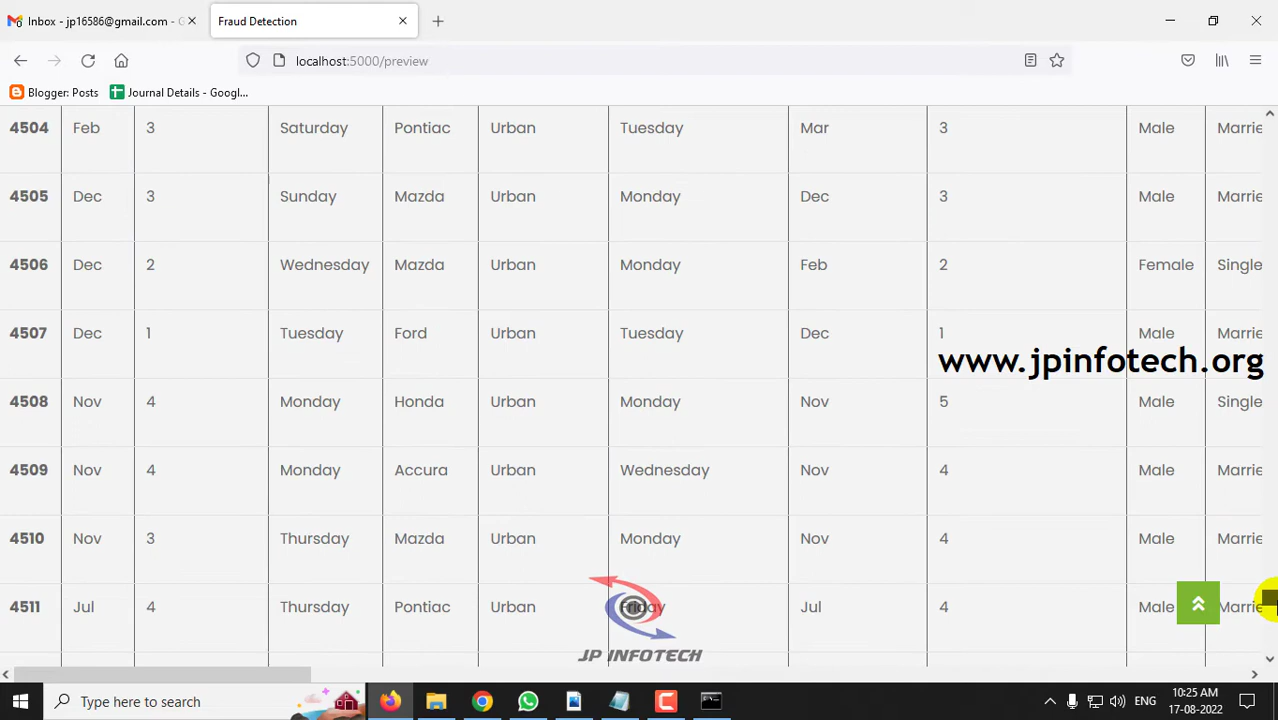 Inbox - jp16586@gmail.com - G
Fraud Detection
localhost:5000/preview
Blogger: Posts
Journal Details - Googl...
4504 Feb 3 Saturday Pontiac Urban Tuesday Mar 3 Male Marrie
4505 Dec 3 Sunday Mazda Urban Monday Dec 3 Male Marrie
4506 Dec 2 Wednesday Mazda Urban Monday Feb 2 Female Single
4507 Dec 1 Tuesday Ford Urban Tuesday Dec 1 Male Marrie
www.jpinfotech.org
4508 Nov 4 Monday Honda Urban Monday Nov 5 Male Single
4509 Nov 4 Monday Accura Urban Wednesday Nov 4 Male Marrie
4510 Nov 3 Thursday Mazda Urban Monday Nov 4 Male Marrie
4511 Jul 4 Thursday Pontiac Urban Friday Jul 4 Male Marrie
JP INFOTECH
Type here to search
ENG
10:25 AM
17-08-2022